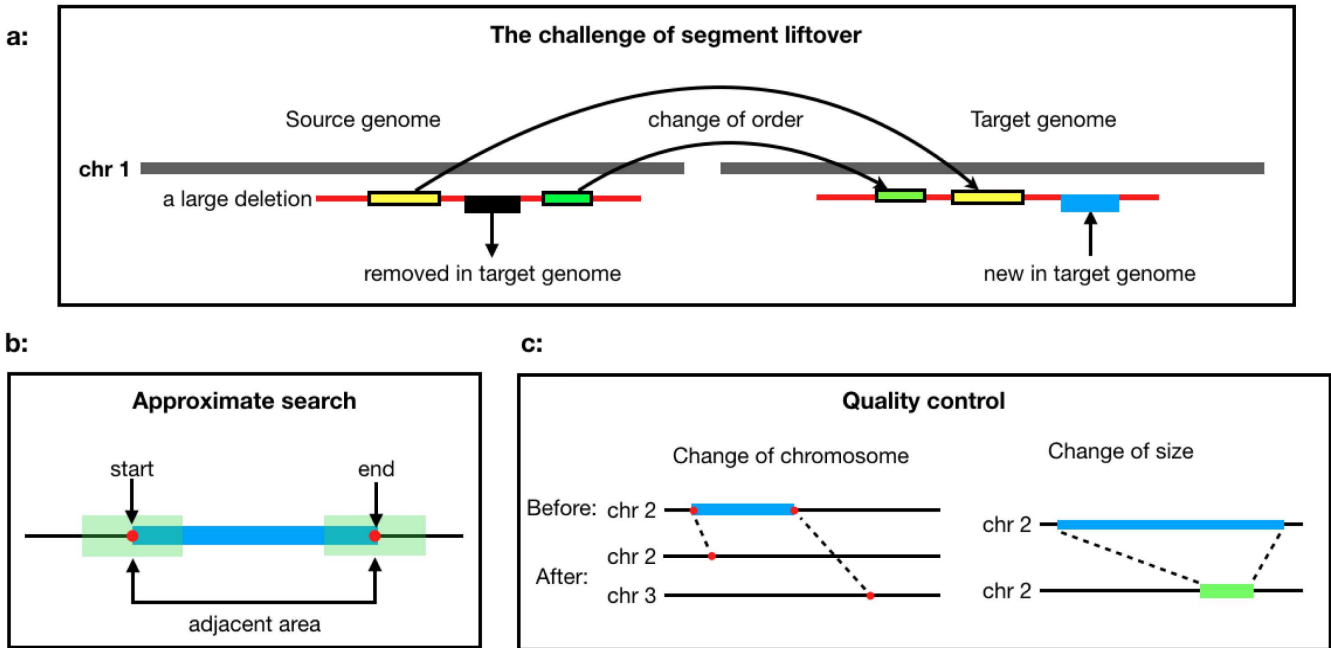 a:
The challenge of segment liftover
Source genome
change of order
Target genome
chr 1
a large deletion
removed in target genome
new in target genome
b:
Approximate search
start
end
adjacent area
c:
Quality control
Change of chromosome
Change of size
Before:
chr 2
chr 2
After:
chr 3
chr 2
chr 2